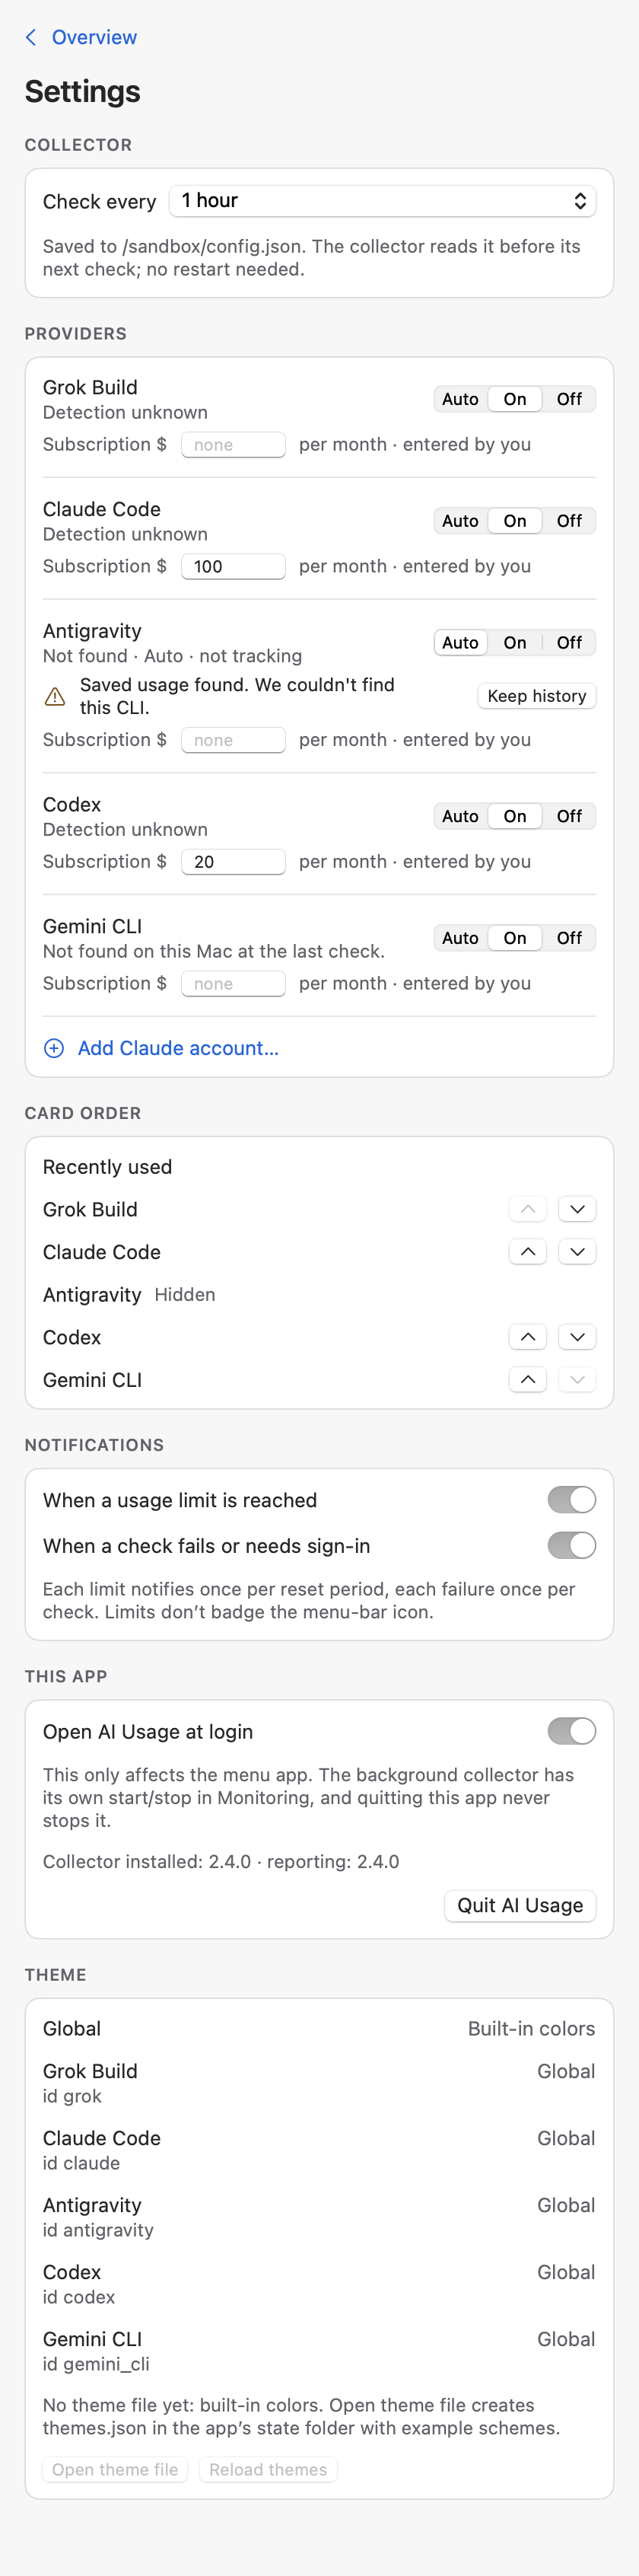 Overview
Settings
COLLECTOR
Check every 1 hour
Saved to /sandbox/config.json. The collector reads it before its
next check; no restart needed.
PROVIDERS
Grok Build
Auto On Off
Detection unknown
Subscription $ none per month · entered by you
Claude Code
Auto On Off
Detection unknown
Subscription $ 100 per month · entered by you
Antigravity
Auto On Off
Not found · Auto · not tracking
Saved usage found. We couldn't find
this CLI.
Keep history
Subscription $ none per month · entered by you
Codex
Auto On Off
Detection unknown
Subscription $ 20 per month · entered by you
Gemini CLI
Auto On Off
Not found on this Mac at the last check.
Subscription $ none per month · entered by you
Add Claude account...
CARD ORDER
Recently used
Grok Build
Claude Code
Antigravity Hidden
Codex
Gemini CLI
NOTIFICATIONS
When a usage limit is reached
When a check fails or needs sign-in
Each limit notifies once per reset period, each failure once per
check. Limits don’t badge the menu-bar icon.
THIS APP
Open AI Usage at login
This only affects the menu app. The background collector has
its own start/stop in Monitoring, and quitting this app never
stops it.
Collector installed: 2.4.0 · reporting: 2.4.0
Quit AI Usage
THEME
Global Built-in colors
Grok Build Global
id grok
Claude Code Global
id claude
Antigravity Global
id antigravity
Codex Global
id codex
Gemini CLI Global
id gemini_cli
No theme file yet: built-in colors. Open theme file creates
themes.json in the app’s state folder with example schemes.
Open theme file Reload themes